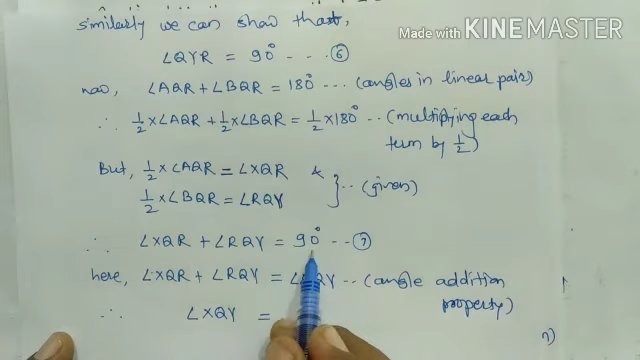 Made with KINEMASTER
similarly we can show that,
∠QYR = 90° --- ⑥
now, ∠AQR + ∠BQR = 180° --- (angles in linear pair)
∴ ½ × ∠AQR + ½ × ∠BQR = ½ × 180° -- (multiplying each
term by ½)
But, ½ × ∠AQR = ∠XQR &
½ × ∠BQR = ∠RQY } -- (given)
∴ ∠XQR + ∠RQY = 90° -- ⑦
here, ∠XQR + ∠RQY = ∠XQY -- (angle addition
property)
∴ ∠XQY =